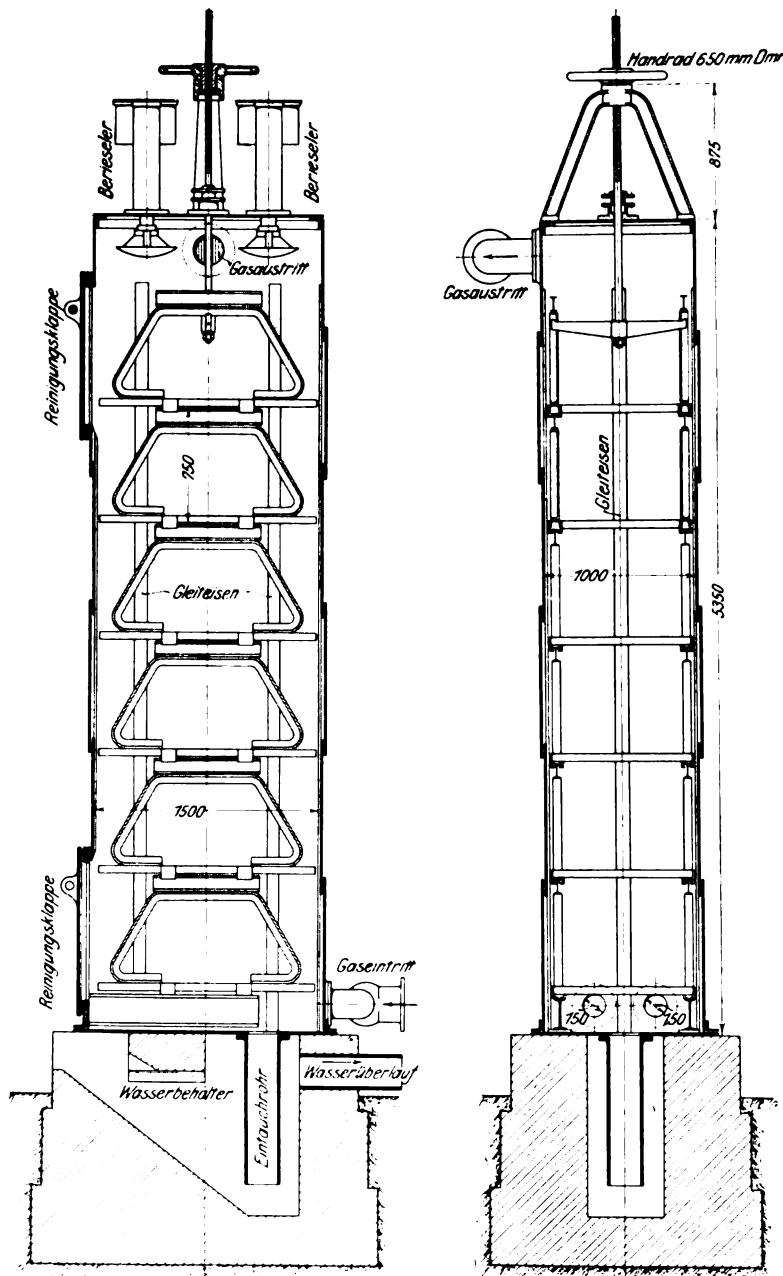 Berieseler
Berieseler
Gasaustritt
Reinigungsklappe
750
Gleiteisen
1500
Reinigungsklappe
Gaseintritt
Wasserüberlauf
Wasserbehälter
Eintauchrohr
Handrad 650 mm Dmr
875
Gasaustritt
Gleiteisen
1000
5350
150
150